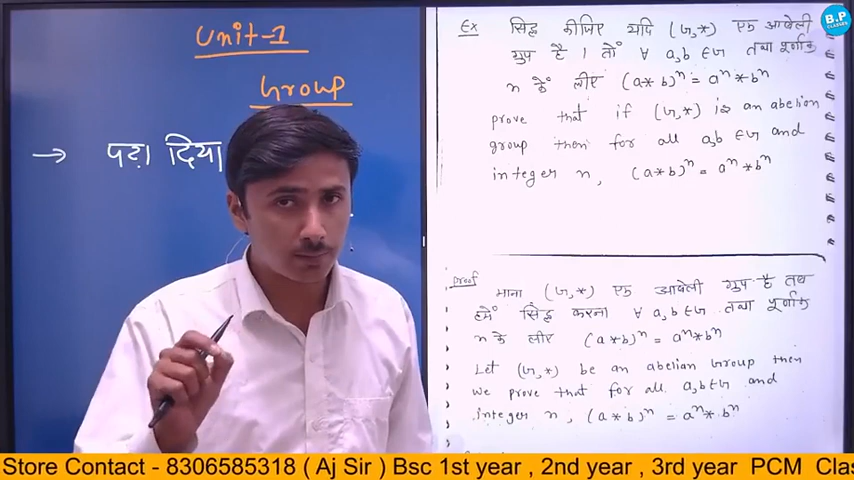 Unit-1
Group
→ पढ़ा दिया
B.P
CLASSES
Ex सिद्ध कीजिए यदि (G,*) एक आबेली
ग्रुप है । तो ∀ a,b ∈ G तथा पूर्णांक
n के लीए (a*b)ⁿ = aⁿ*bⁿ
prove that if (G,*) is an abelian
group then for all a,b ∈ G and
integer n, (a*b)ⁿ = aⁿ*bⁿ
Proof माना (G,*) एक आबेली ग्रुप है तथ
हमें सिद्ध करना ∀ a,b ∈ G तथा पूर्णांक
n के लीए (a*b)ⁿ = aⁿ*bⁿ
Let (G,*) be an abelian Group then
we prove that for all a,b ∈ G and
integer n, (a*b)ⁿ = aⁿ*bⁿ
Store Contact - 8306585318 ( Aj Sir ) Bsc 1st year , 2nd year , 3rd year PCM Clas